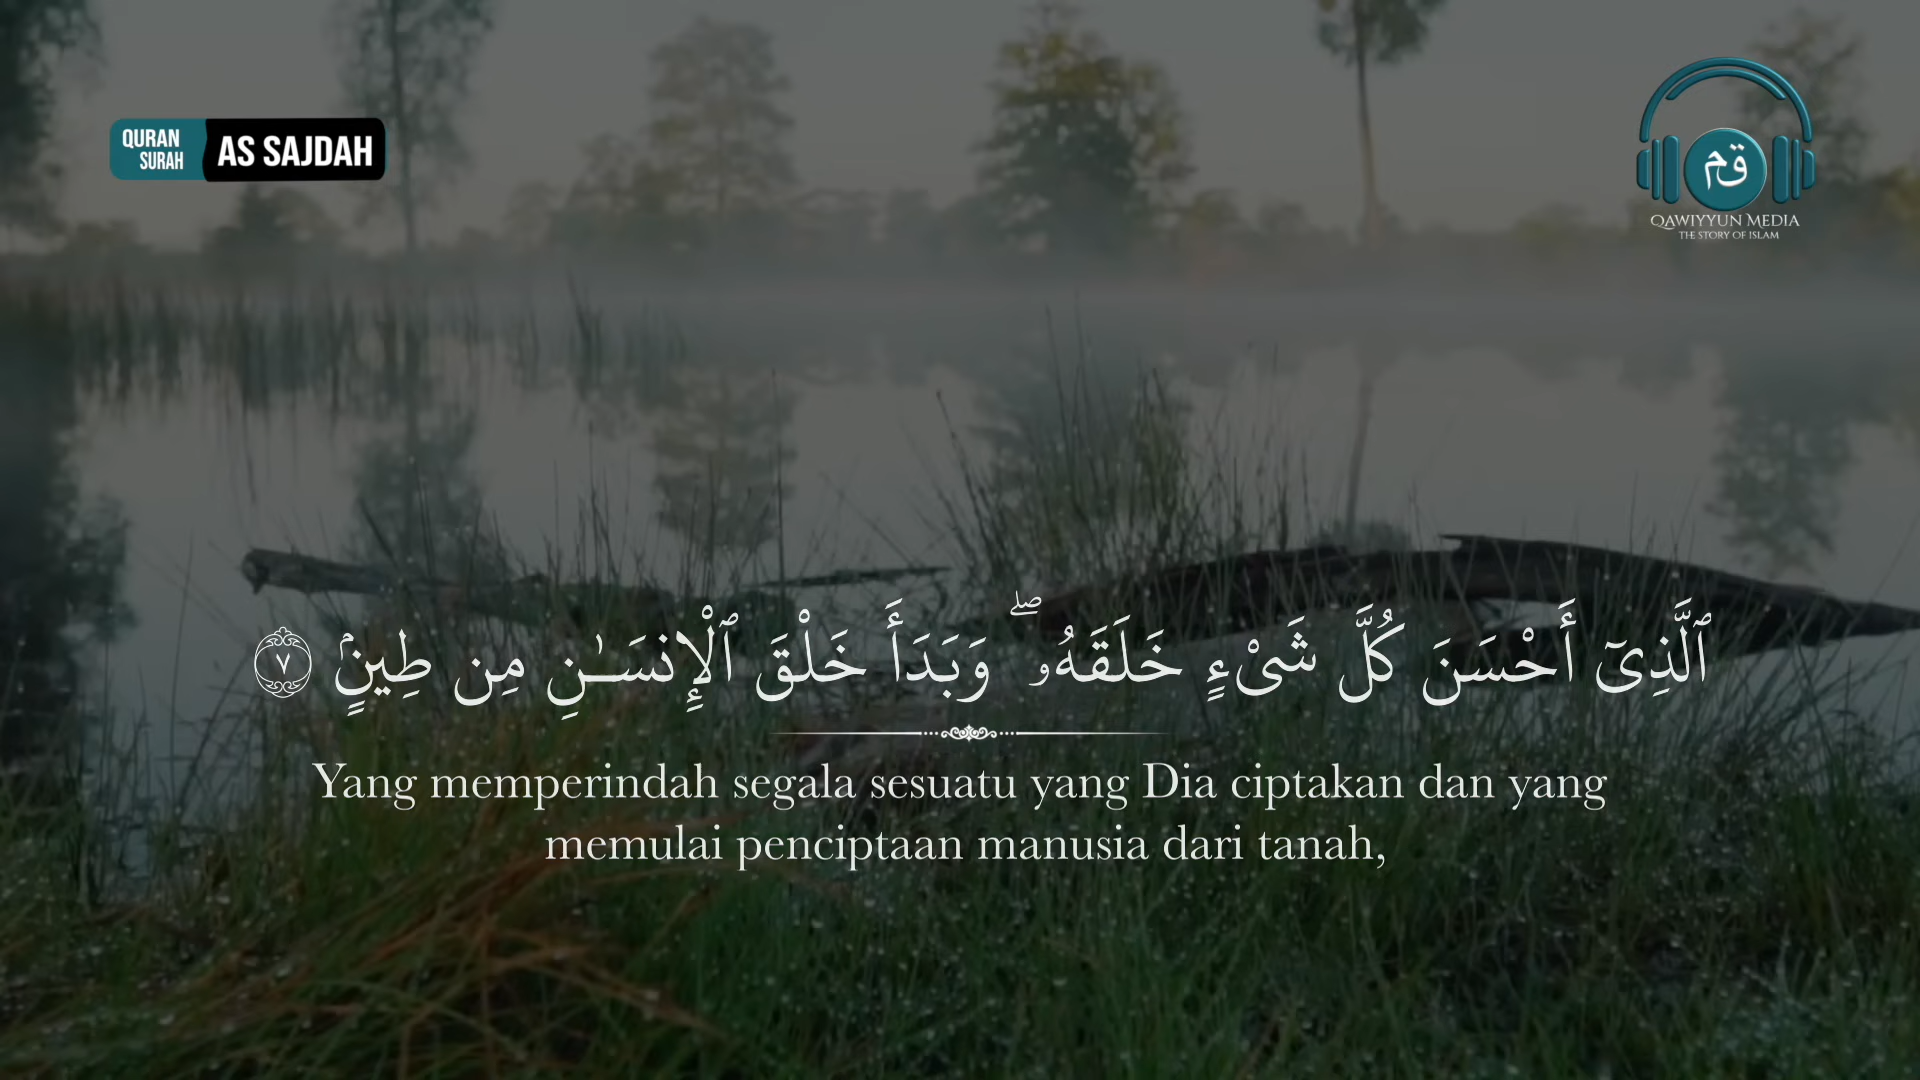 QURAN
SURAH
AS SAJDAH
قم
QAWIYYUN MEDIA
THE STORY OF ISLAM
ٱلَّذِىٓ أَحْسَنَ كُلَّ شَىْءٍ خَلَقَهُۥ ۖ وَبَدَأَ خَلْقَ ٱلْإِنسَـٰنِ مِن طِينٍۢ ٧
Yang memperindah segala sesuatu yang Dia ciptakan dan yang
memulai penciptaan manusia dari tanah,